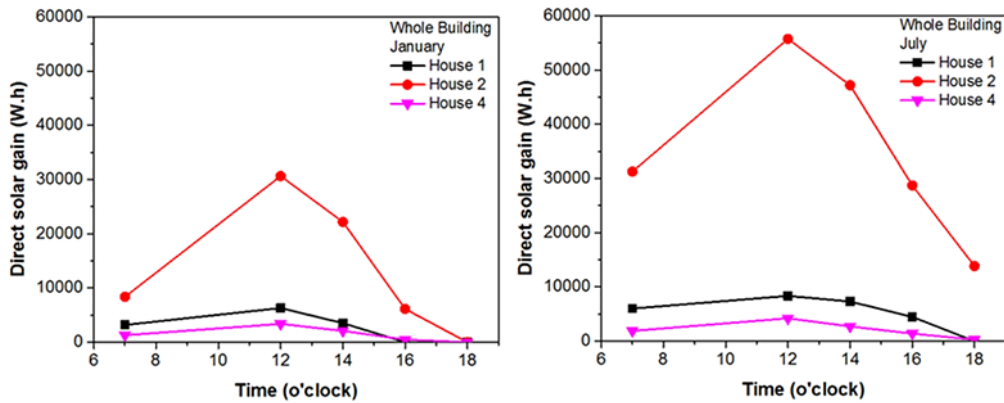 Whole Building
January
House 1
House 2
House 4
Direct solar gain (W.h)
60000
50000
40000
30000
20000
10000
0
6
8
10
12
14
16
18
Time (o'clock)
Whole Building
July
House 1
House 2
House 4
Direct solar gain (W.h)
60000
50000
40000
30000
20000
10000
0
6
8
10
12
14
16
18
Time (o'clock)